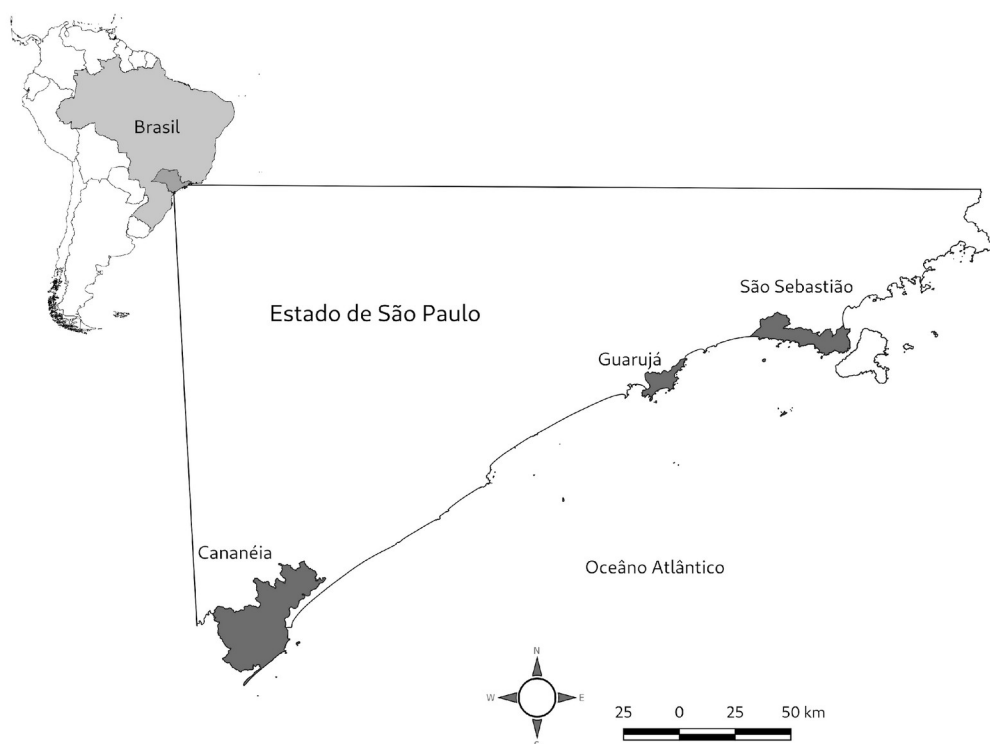 Brasil
São Sebastião
Estado de São Paulo
Guarujá
Cananéia
Oceâno Atlântico
N
W E
25 0 25 50 km